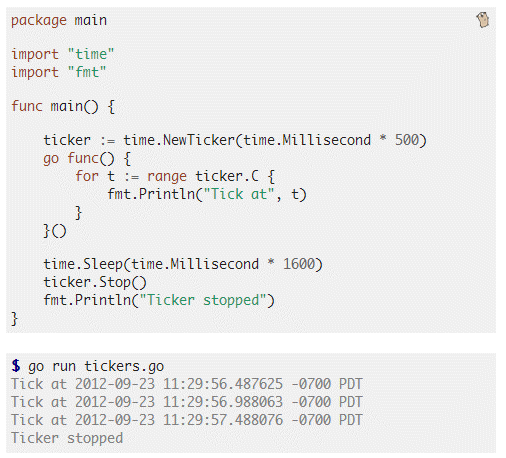 package main
import "time"
import "fmt"
func main() {
ticker := time.NewTicker(time.Millisecond * 500)
go func() {
for t := range ticker.C {
fmt.Println("Tick at", t)
}
}()
time.Sleep(time.Millisecond * 1600)
ticker.Stop()
fmt.Println("Ticker stopped")
}
$ go run tickers.go
Tick at 2012-09-23 11:29:56.487625 -0700 PDT
Tick at 2012-09-23 11:29:56.988063 -0700 PDT
Tick at 2012-09-23 11:29:57.488076 -0700 PDT
Ticker stopped